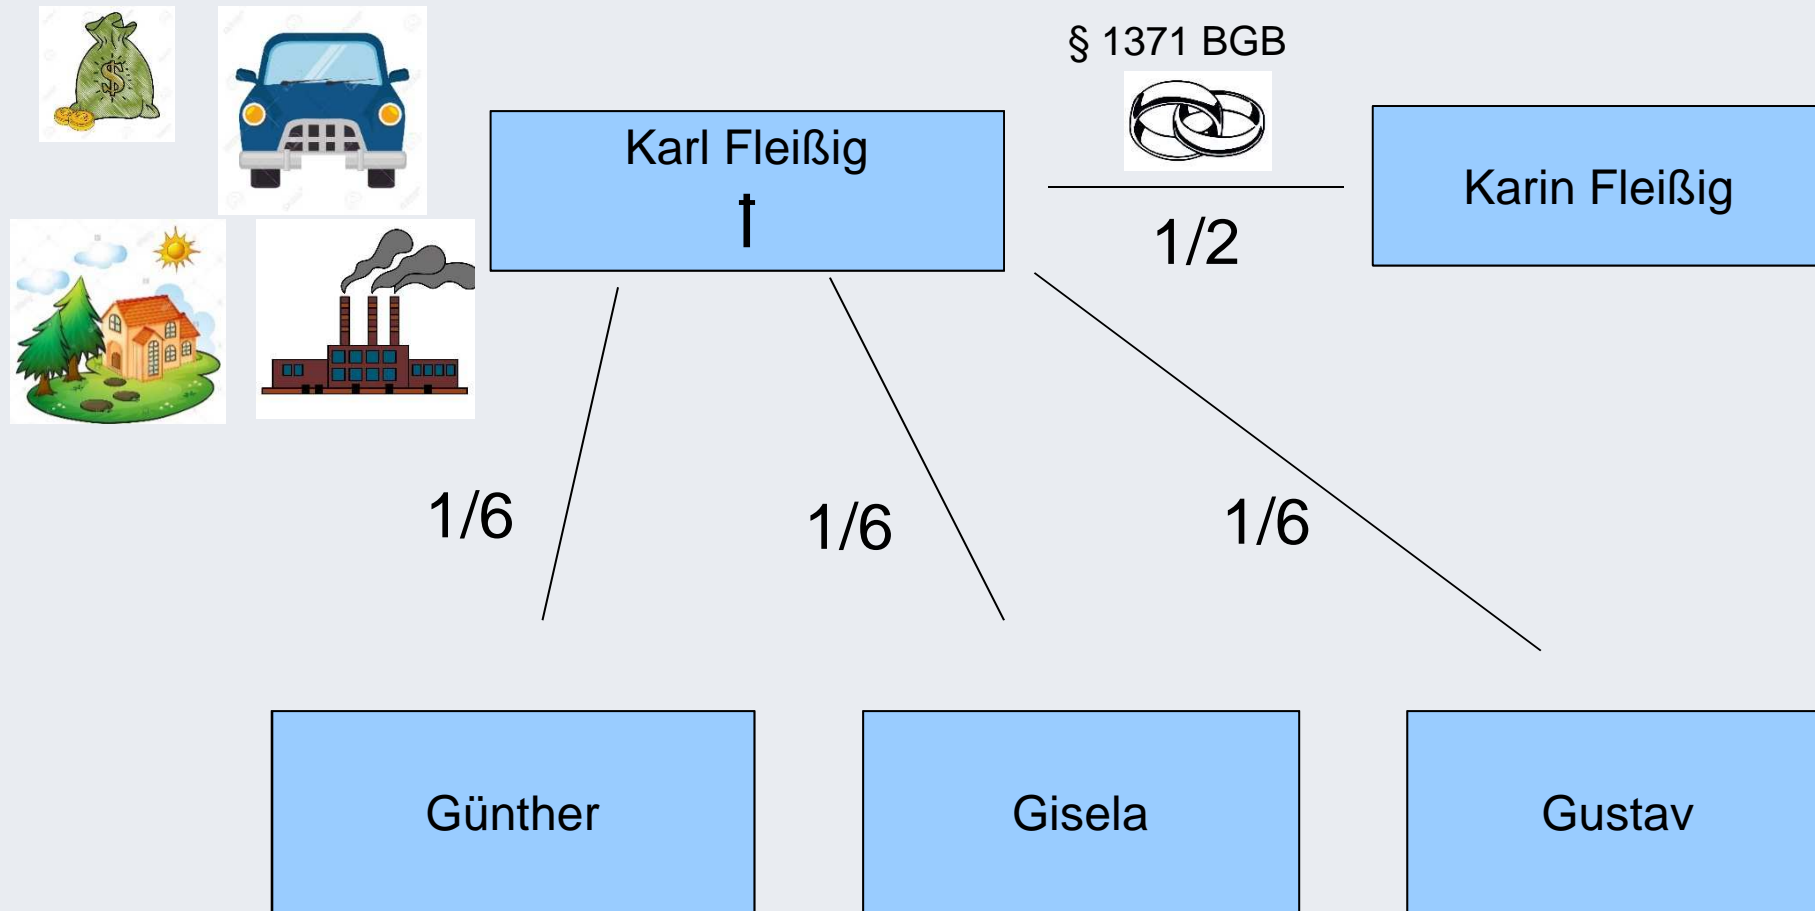 § 1371 BGB
Karl Fleißig
†
Karin Fleißig
1/2
1/6
1/6
1/6
Günther
Gisela
Gustav